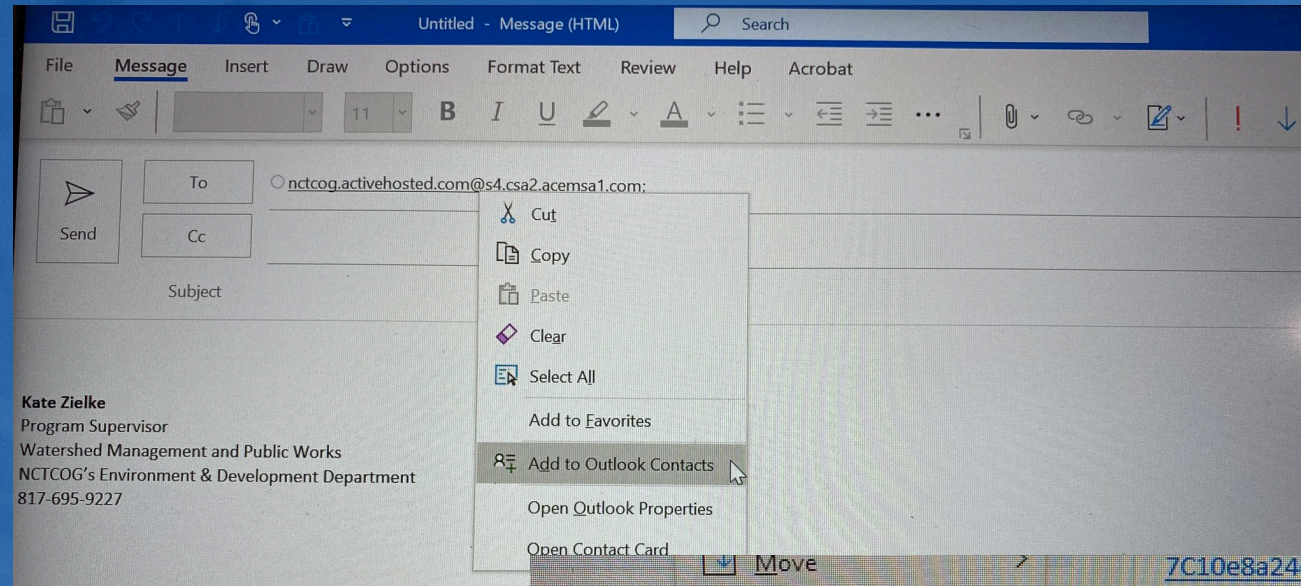 Untitled - Message (HTML)
Search
File Message Insert Draw Options Format Text Review Help Acrobat
11 B I U A ... !
Send
To
nctcog.activehosted.com@s4.csa2.acemsa1.com;
Cc
Subject
Cut
Copy
Paste
Clear
Select All
Add to Favorites
Add to Outlook Contacts
Open Outlook Properties
Open Contact Card
Kate Zielke
Program Supervisor
Watershed Management and Public Works
NCTCOG's Environment & Development Department
817-695-9227
Move
7C10e8a24